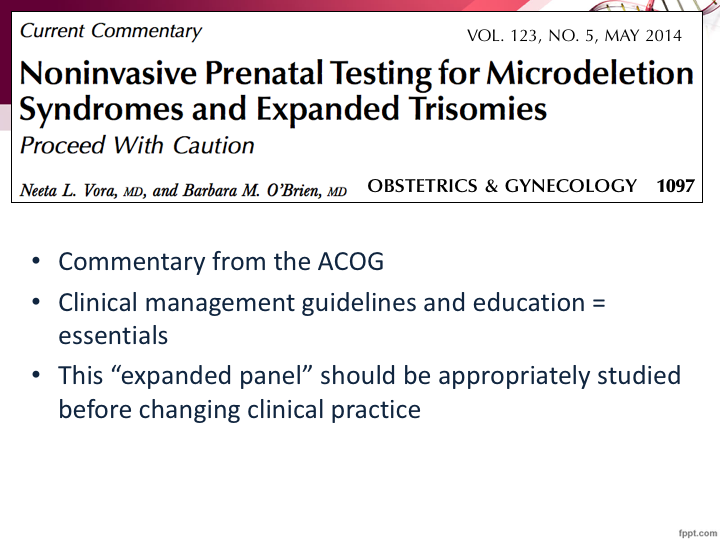 Current Commentary
VOL. 123, NO. 5, MAY 2014
Noninvasive Prenatal Testing for Microdeletion
Syndromes and Expanded Trisomies
Proceed With Caution
Neeta L. Vora, MD, and Barbara M. O’Brien, MD
OBSTETRICS & GYNECOLOGY 1097
• Commentary from the ACOG
• Clinical management guidelines and education =
essentials
• This “expanded panel” should be appropriately studied
before changing clinical practice
fppt.com